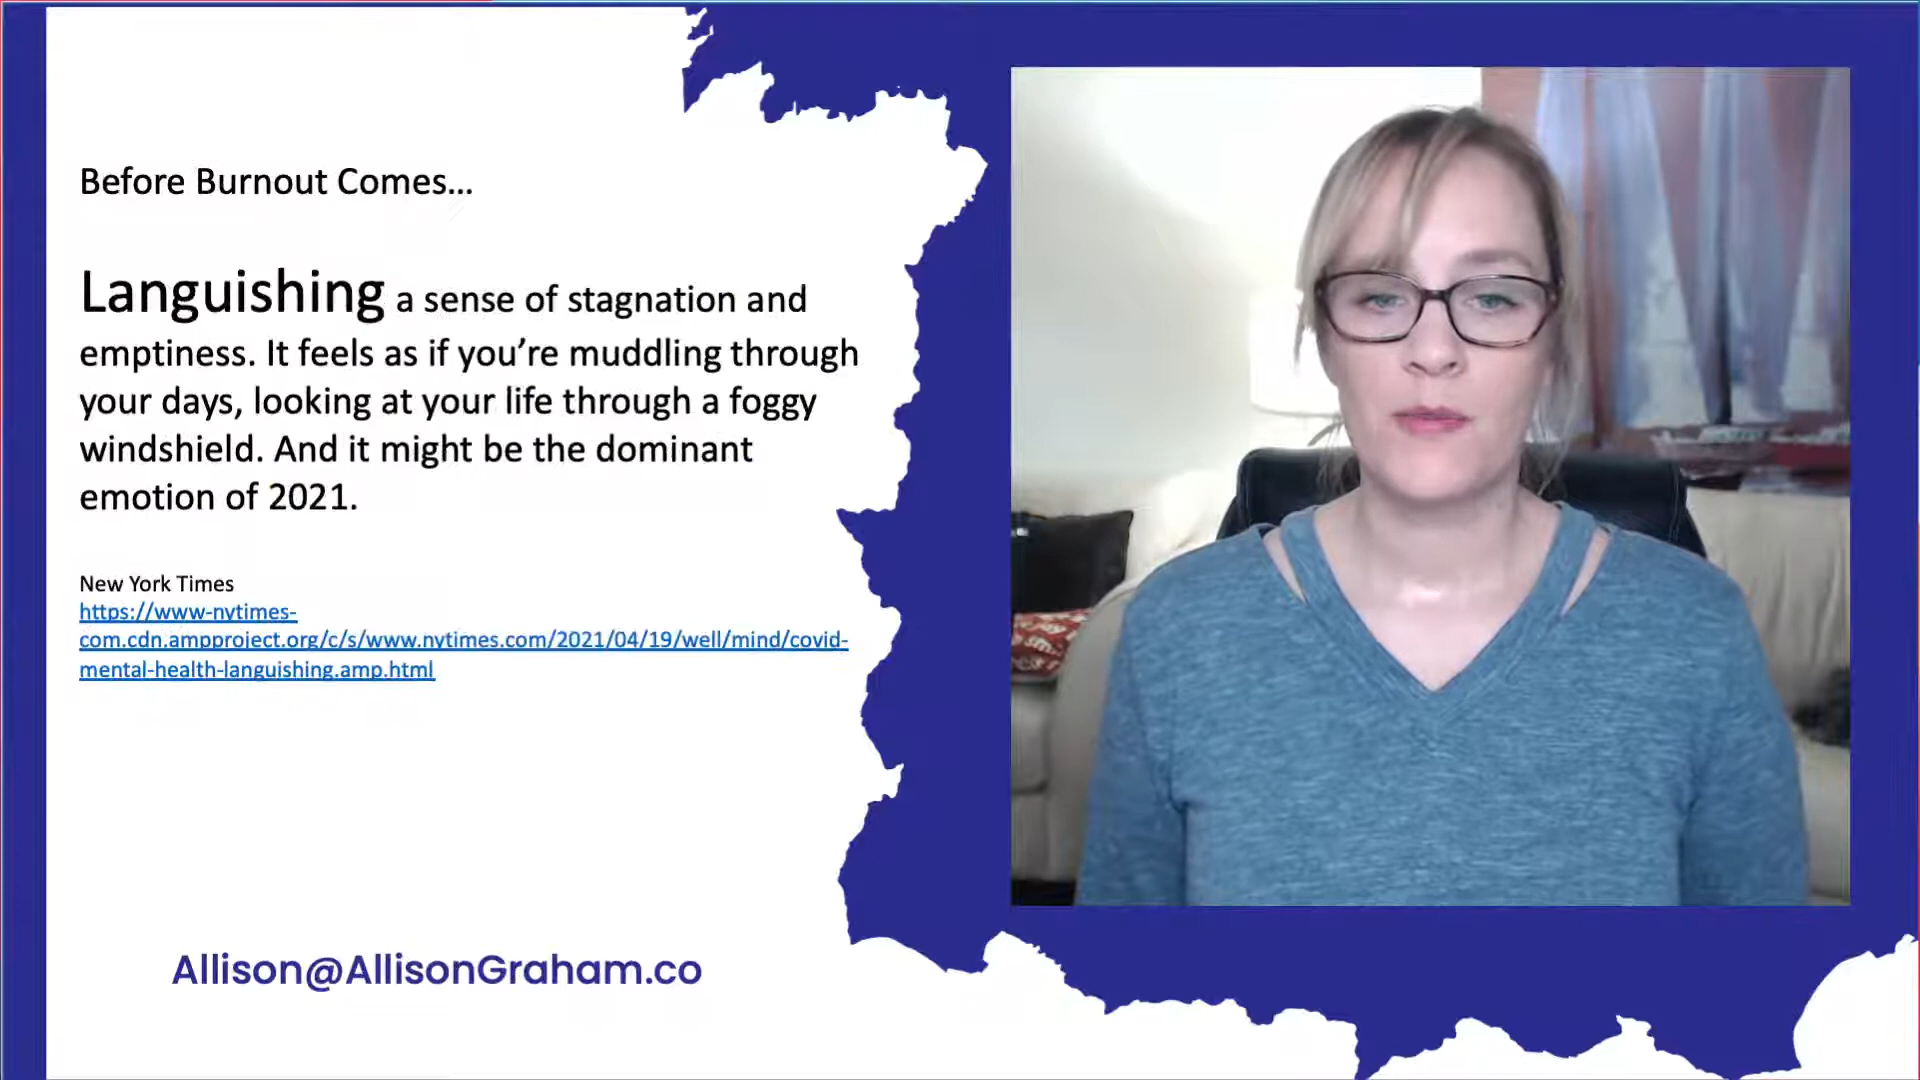 Before Burnout Comes...
Languishing a sense of stagnation and
emptiness. It feels as if you’re muddling through
your days, looking at your life through a foggy
windshield. And it might be the dominant
emotion of 2021.
New York Times
https://www-nytimes-
com.cdn.ampproject.org/c/s/www.nytimes.com/2021/04/19/well/mind/covid-
mental-health-languishing.amp.html
Allison@AllisonGraham.co